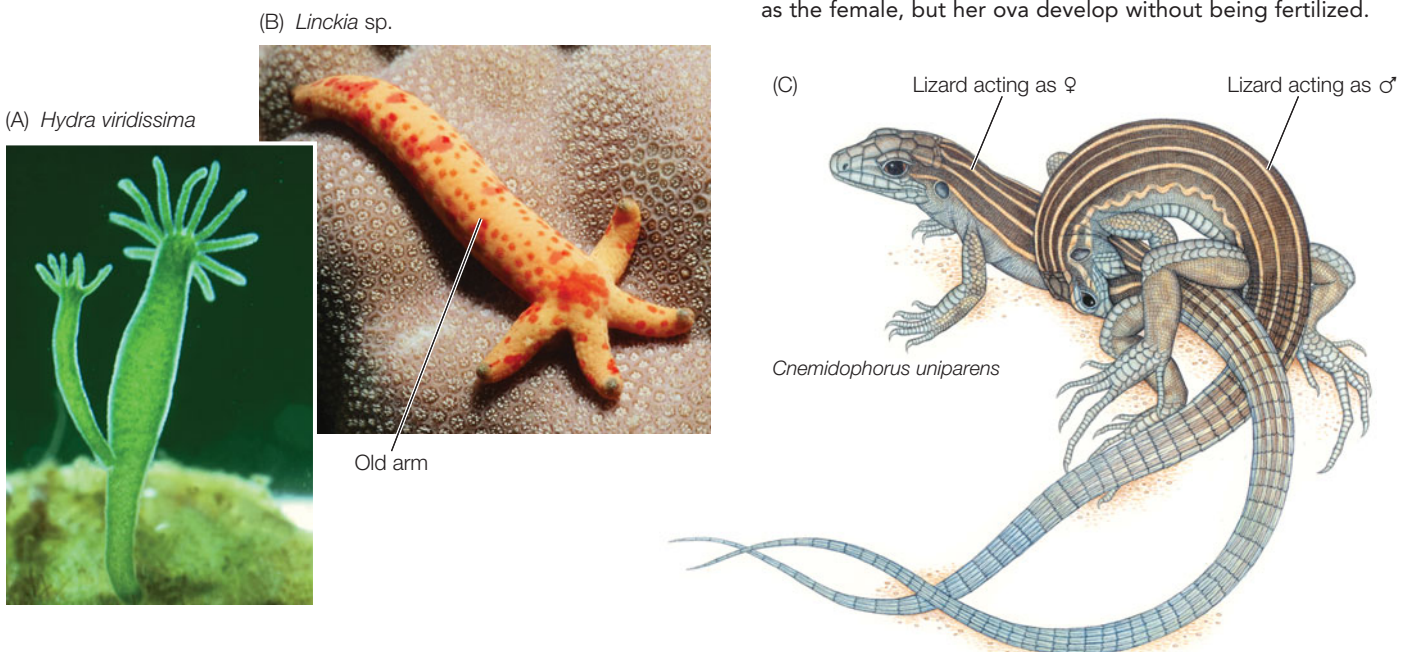 as the female, but her ova develop without being fertilized.
(B) Linckia sp.
(A) Hydra viridissima
(C)
Lizard acting as ♀
Lizard acting as ♂
Cnemidophorus uniparens
Old arm